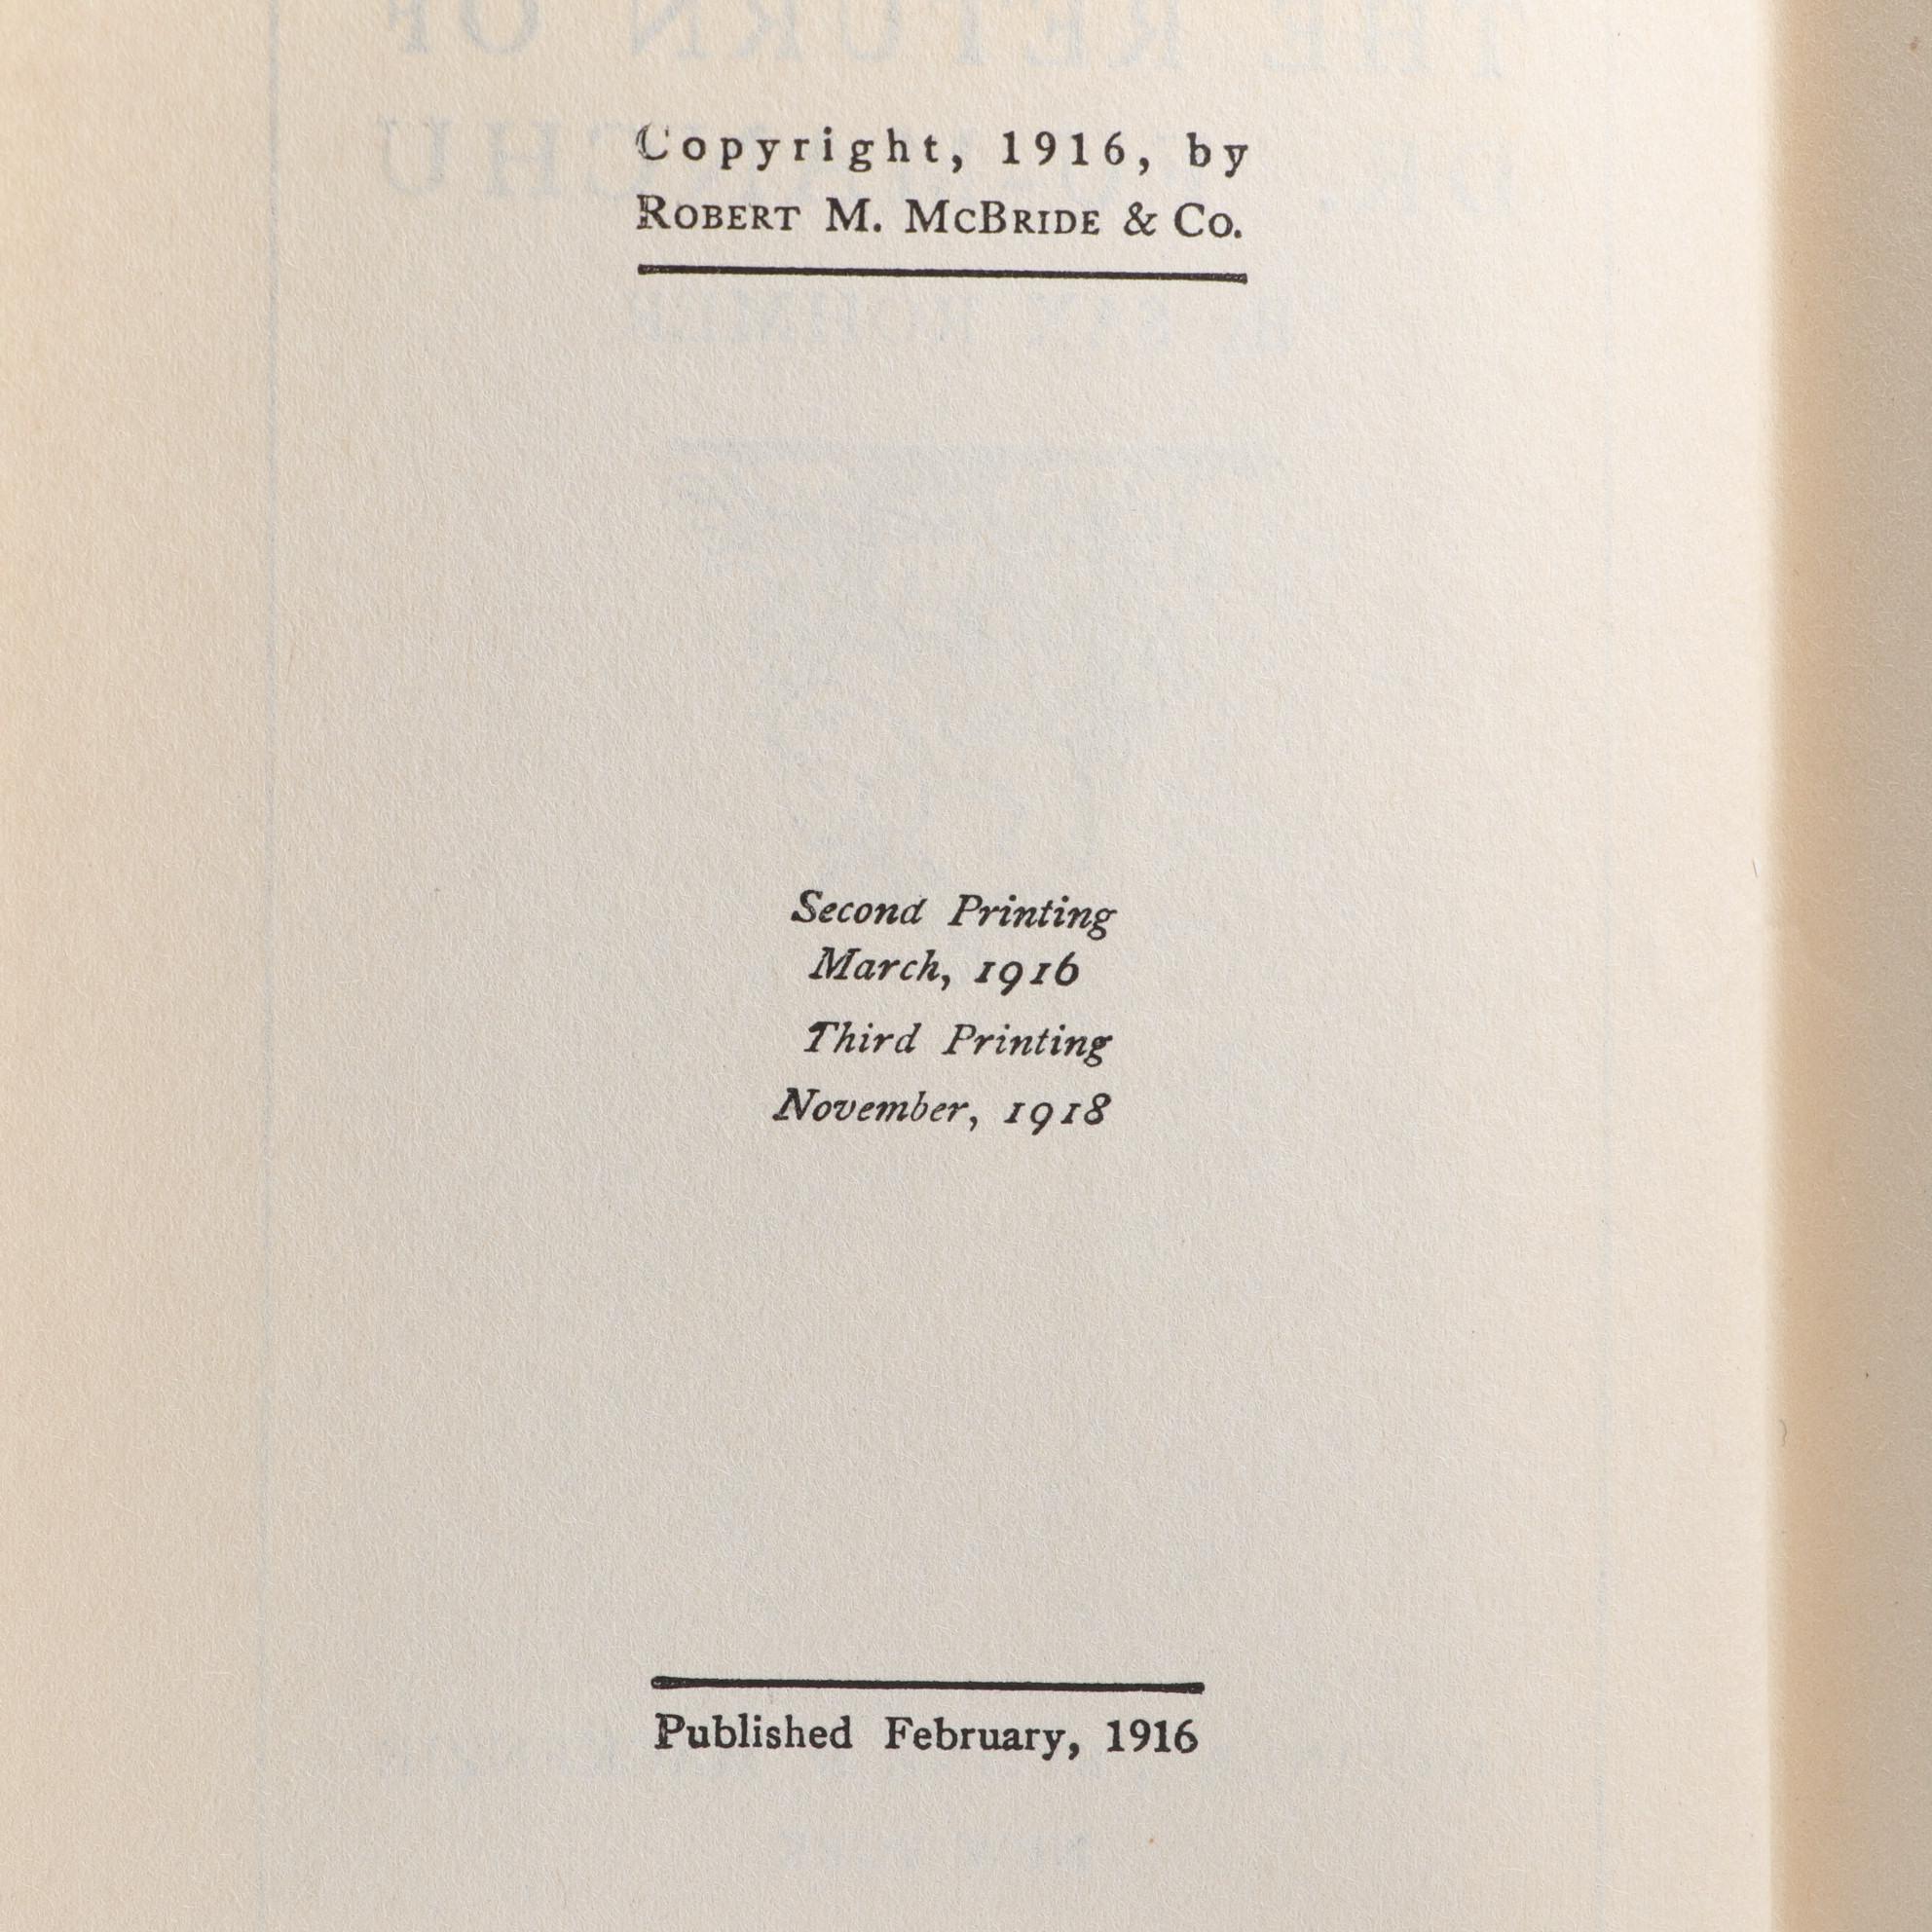 Copyright, 1916, by
ROBERT M. MCBRIDE & CO.
Second Printing
March, 1916
Third Printing
November, 1918
Published February, 1916